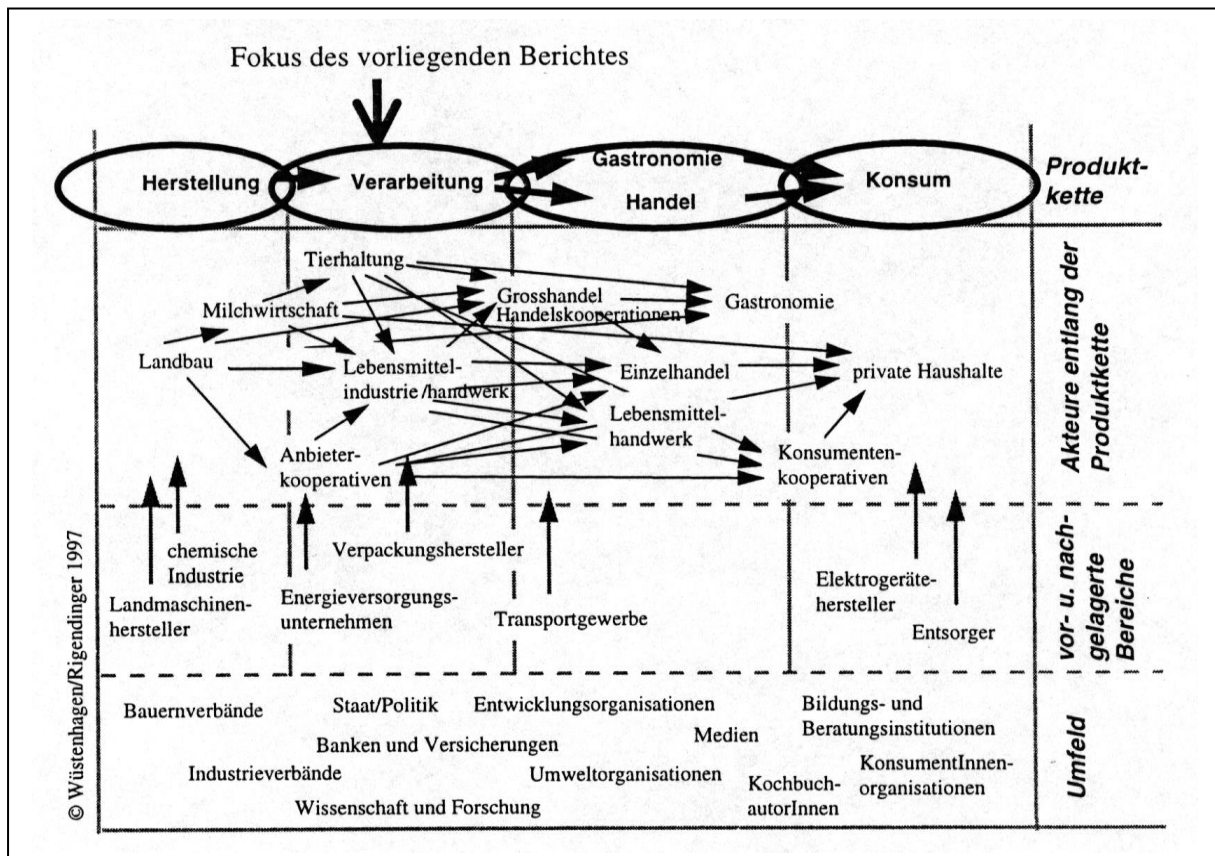 Fokus des vorliegenden Berichtes
Herstellung
Verarbeitung
Gastronomie
Handel
Konsum
Produkt-
kette
Tierhaltung
Milchwirtschaft
Landbau
Grosshandel
Handelskooperationen
Gastronomie
Lebensmittel-
industrie/handwerk
Einzelhandel
private Haushalte
Lebensmittel-
handwerk
Anbieter-
kooperativen
Konsumenten-
kooperativen
Akteure entlang der
Produktkette
chemische
Industrie
Landmaschinen-
hersteller
Verpackungshersteller
Energieversorgungs-
unternehmen
Transportgewerbe
Elektrogeräte-
hersteller
Entsorger
vor- u. nach-
gelagerte
Bereiche
Bauernverbände
Staat/Politik
Entwicklungsorganisationen
Bildungs- und
Beratungsinstitutionen
Banken und Versicherungen
Medien
Industrieverbände
Umweltorganisationen
Kochbuch-
autorInnen
KonsumentInnen-
organisationen
Wissenschaft und Forschung
Umfeld
© Wüstenhagen/Rigendinger 1997